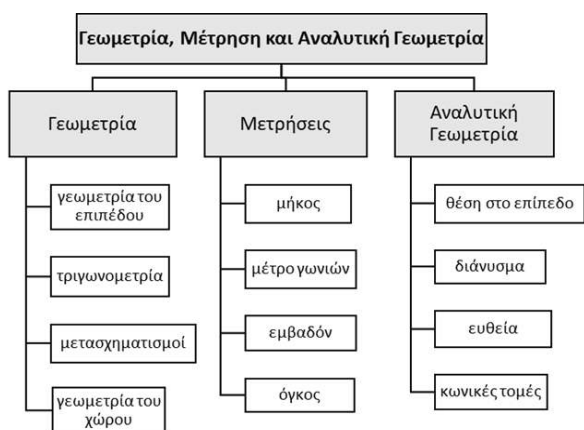 Γεωμετρία, Μέτρηση και Αναλυτική Γεωμετρία
Γεωμετρία
γεωμετρία του
επιπέδου
τριγωνομετρία
μετασχηματισμοί
γεωμετρία του
χώρου
Μετρήσεις
μήκος
μέτρο γωνιών
εμβαδόν
όγκος
Αναλυτική
Γεωμετρία
θέση στο επίπεδο
διάνυσμα
ευθεία
κωνικές τομές